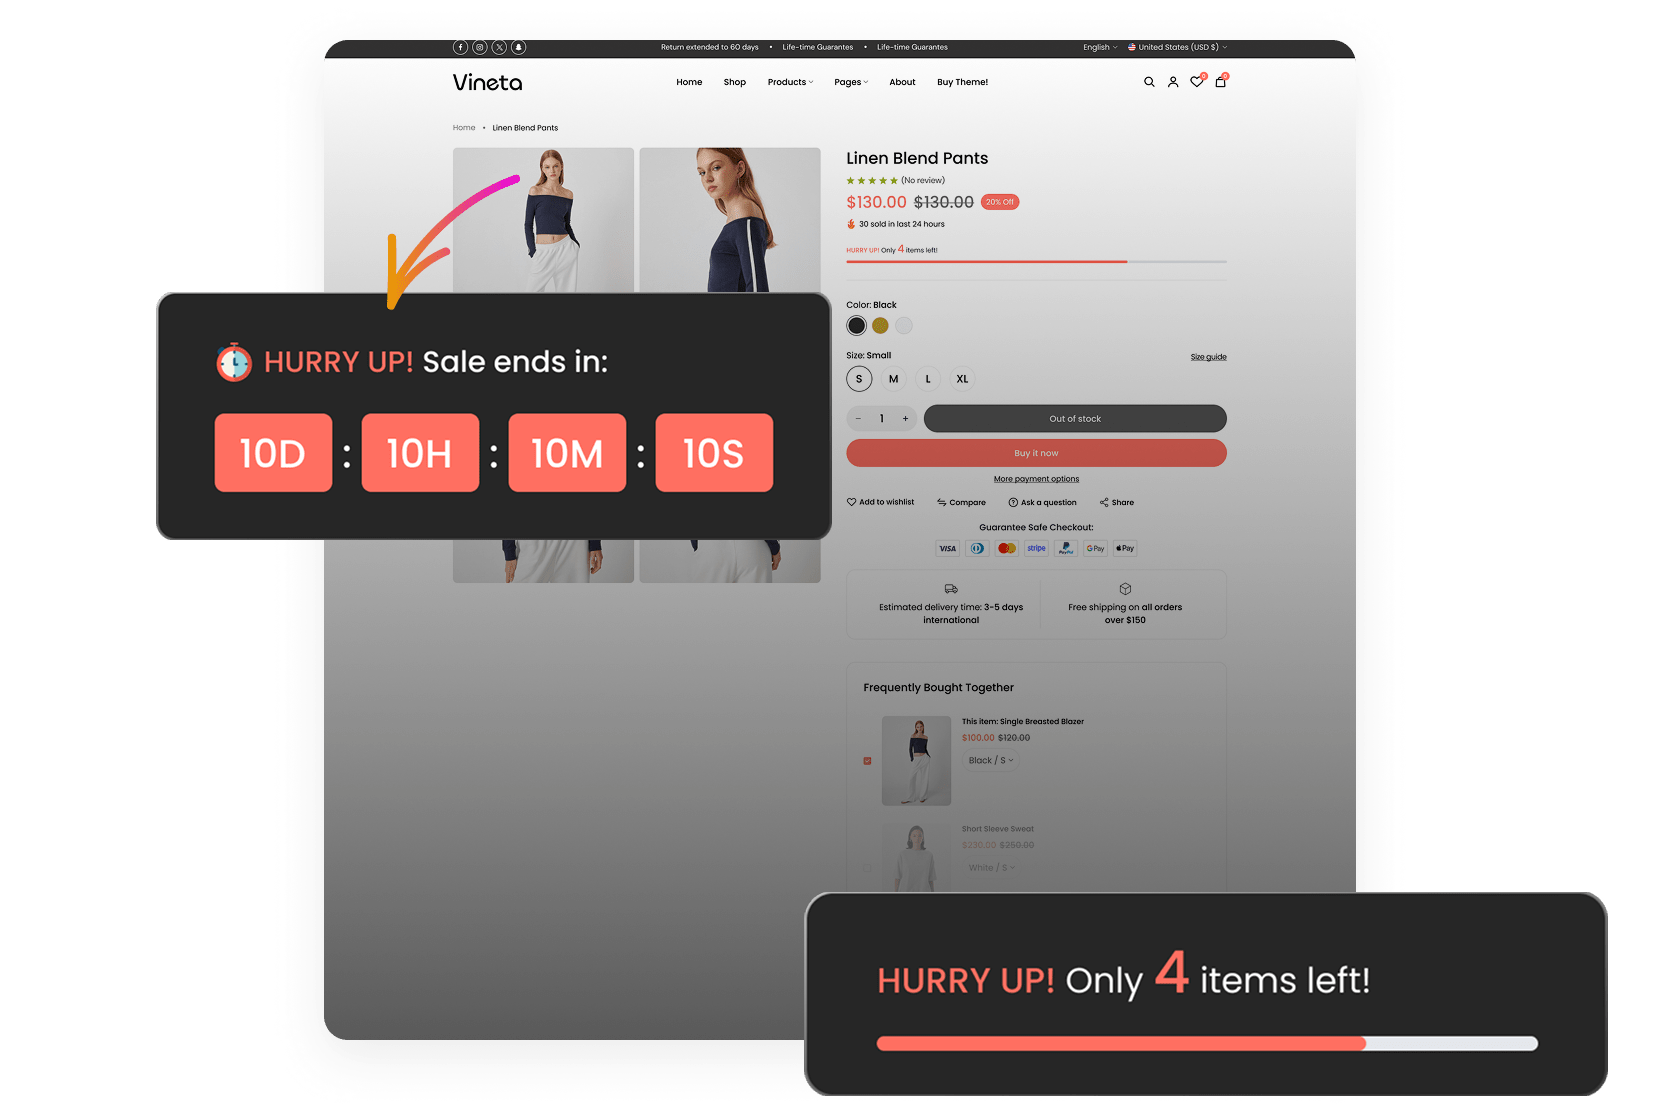 Return extended to 60 days • Life-time Guarantes • Life-time Guarantes
English
United States (USD $)
Vineta
Home Shop Products Pages About Buy Theme!
0 0
Home • Linen Blend Pants
Linen Blend Pants
(No review)
$130.00 $130.00 20% Off
30 sold in last 24 hours
HURRY UP! Only 4 items left!
HURRY UP! Sale ends in:
10D : 10H : 10M : 10S
Color: Black
Size: Small
Size guide
S M L XL
− 1 +
Out of stock
Buy it now
More payment options
Add to wishlist Compare Ask a question Share
Guarantee Safe Checkout:
VISA stripe PayPal G Pay Pay
Estimated delivery time: 3-5 days
international
Free shipping on all orders
over $150
Frequently Bought Together
This item: Single Breasted Blazer
$100.00 $120.00
Black / S
Short Sleeve Sweat
$230.00 $250.00
White / S
HURRY UP! Only 4 items left!